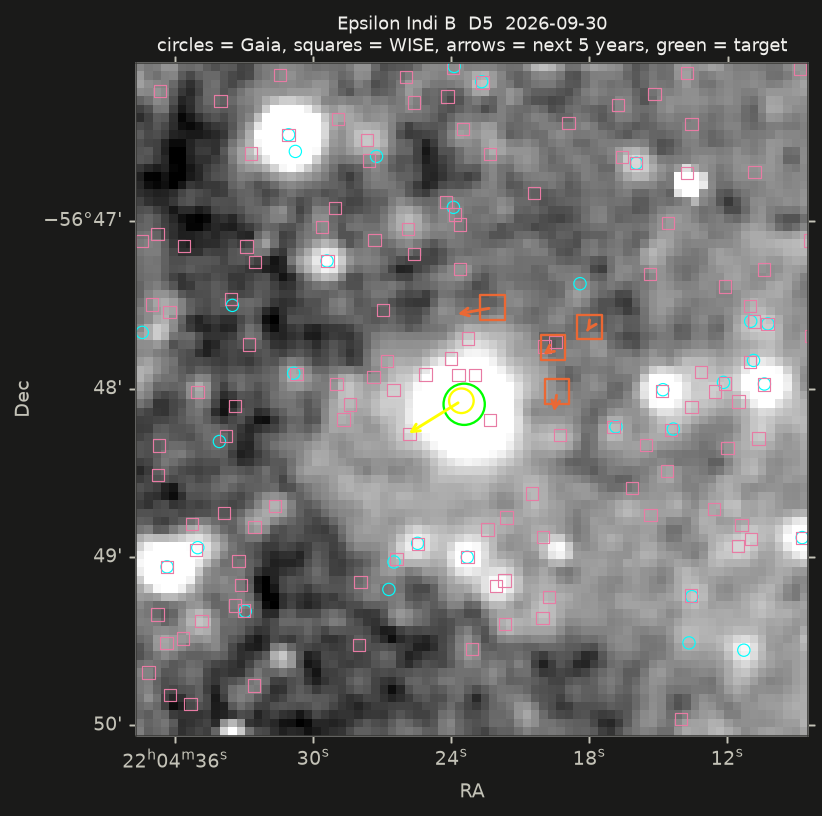 Epsilon Indi B  D5  2026-09-30
circles = Gaia, squares = WISE, arrows = next 5 years, green = target
−56°47'
48'
49'
50'
Dec
22ʰ04ᵐ36ˢ
30ˢ
24ˢ
18ˢ
12ˢ
RA